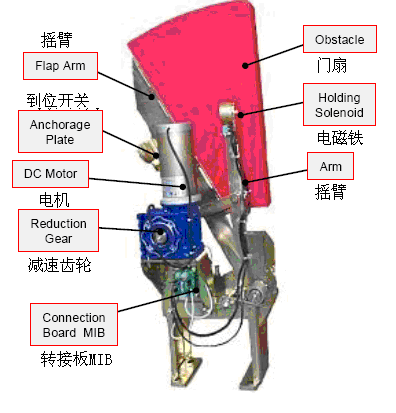 摇臂
Flap Arm
到位开关
Anchorage
Plate
DC Motor
电机
Reduction
Gear
减速齿轮
Connection
Board MIB
转接板MIB
Obstacle
门扇
Holding
Solenoid
电磁铁
Arm
摇臂